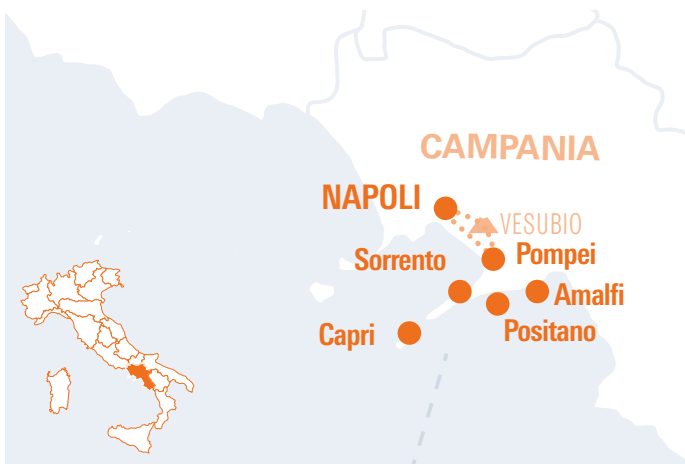 CAMPANIA
NAPOLI
VESUBIO
Pompei
Sorrento
Amalfi
Positano
Capri